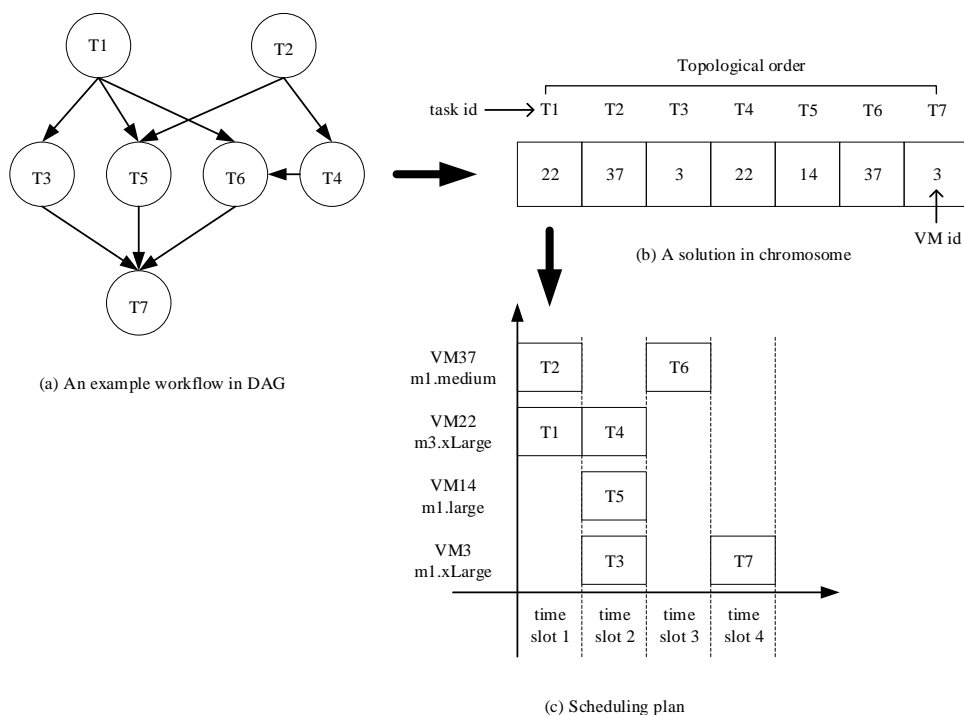 T1
T2
T3
T5
T6
T4
T7
(a) An example workflow in DAG
Topological order
task id
T1 T2 T3 T4 T5 T6 T7
22 37 3 22 14 37 3
VM id
(b) A solution in chromosome
VM37
m1.medium
T2 T6
VM22
m3.xLarge
T1 T4
VM14
m1.large
T5
VM3
m1.xLarge
T3 T7
time time time time
slot 1 slot 2 slot 3 slot 4
(c) Scheduling plan